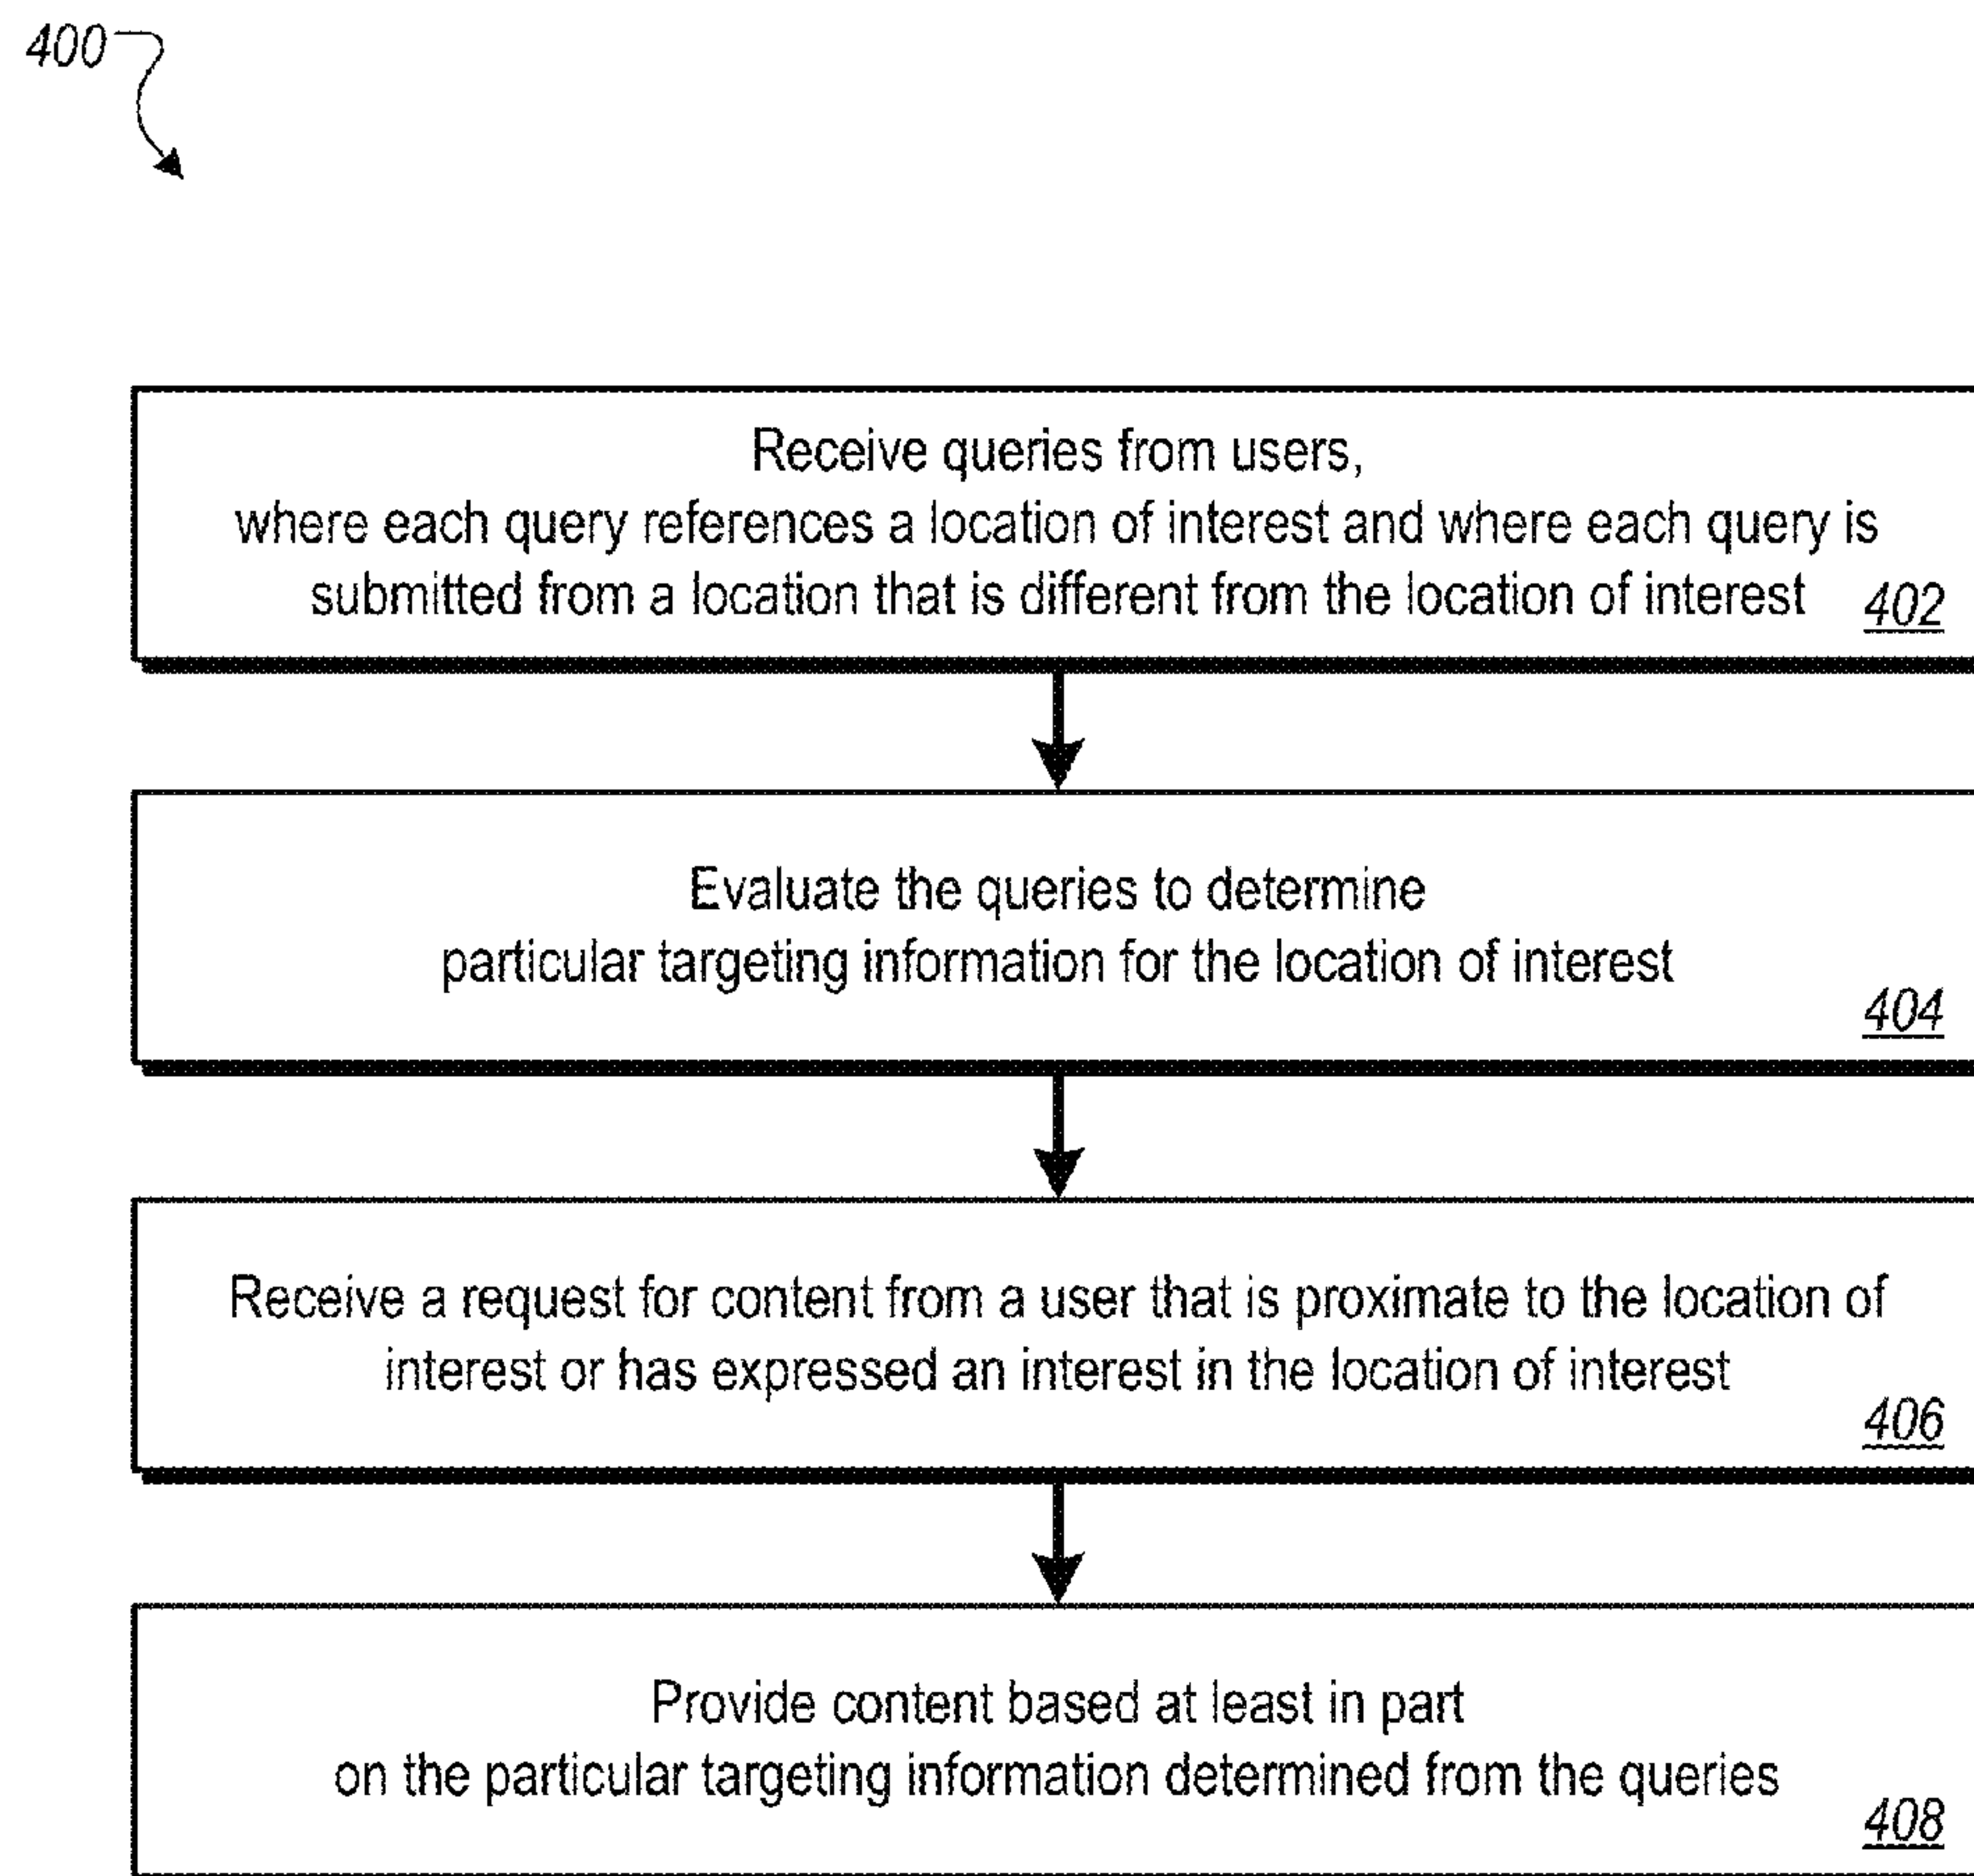 400
Receive queries from users,
where each query references a location of interest and where each query is
submitted from a location that is different from the location of interest 402
Evaluate the queries to determine
particular targeting information for the location of interest
404
Receive a request for content from a user that is proximate to the location of
interest or has expressed an interest in the location of interest
406
Provide content based at least in part
on the particular targeting information determined from the queries
408